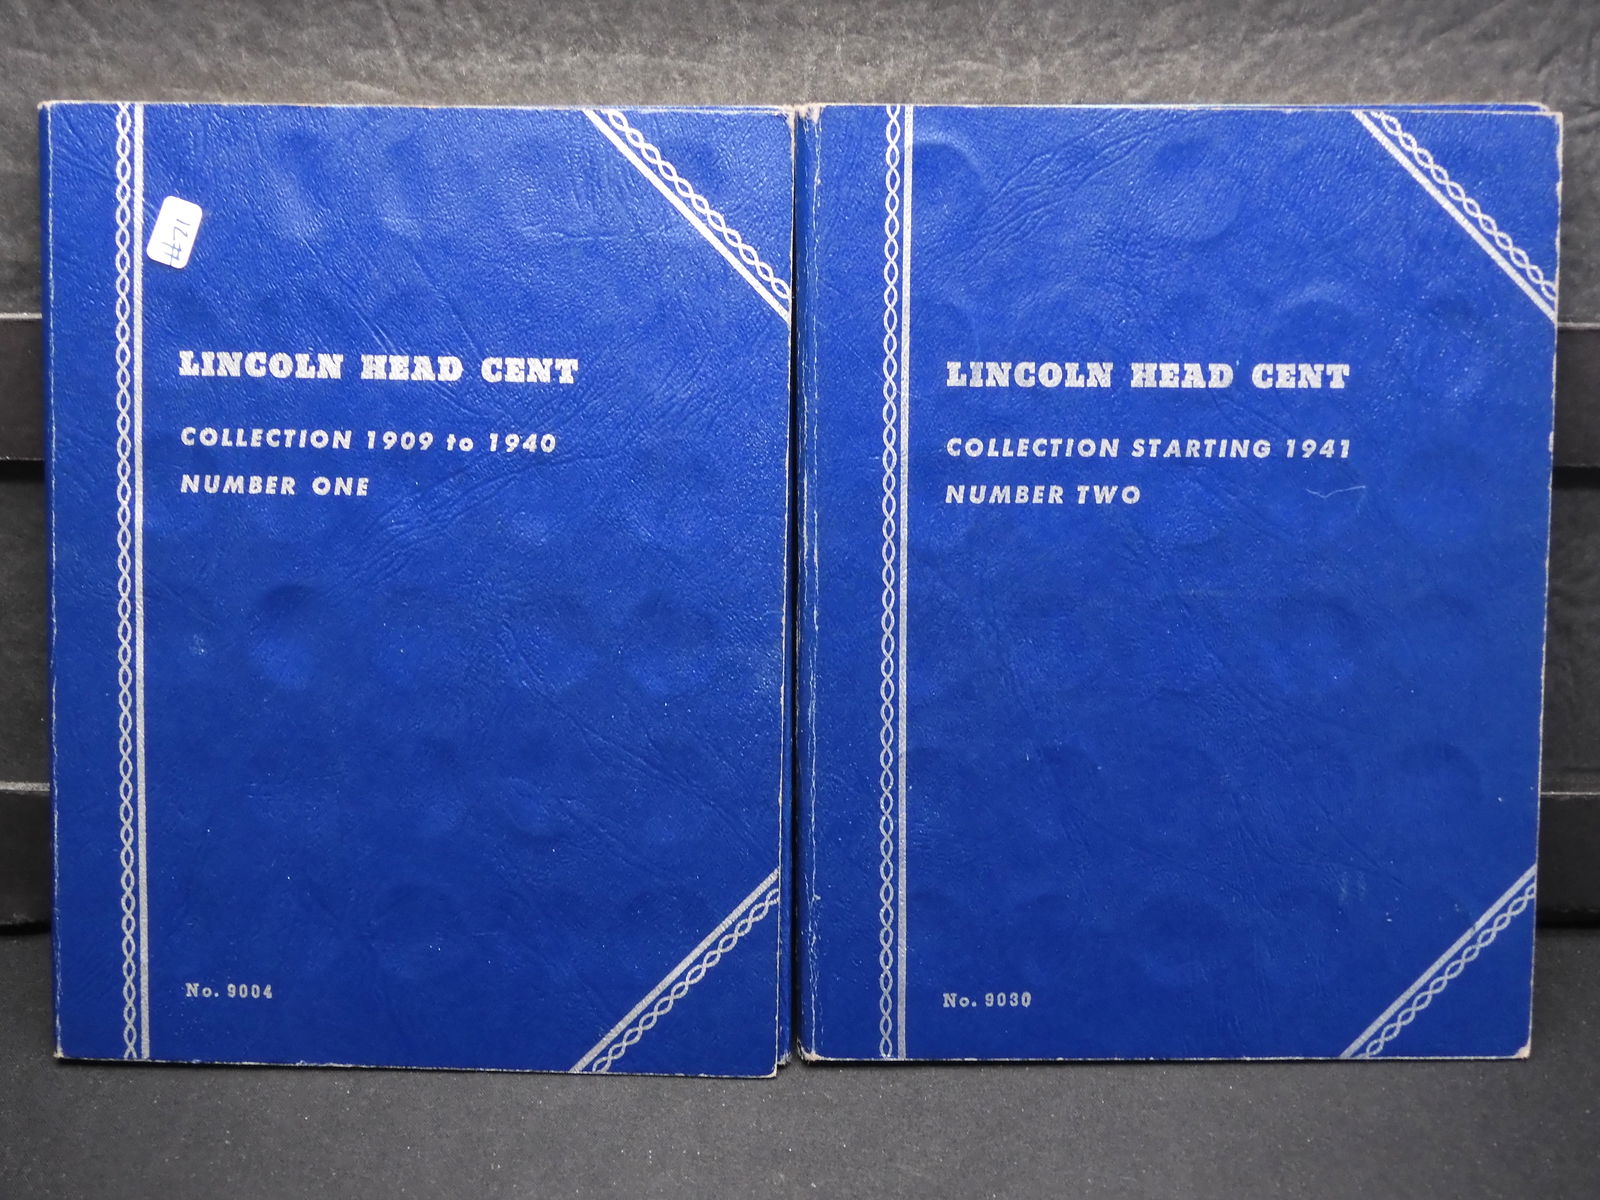 #71
LINCOLN HEAD CENT
COLLECTION 1909 to 1940
NUMBER ONE
No. 9004
LINCOLN HEAD CENT
COLLECTION STARTING 1941
NUMBER TWO
No. 9030